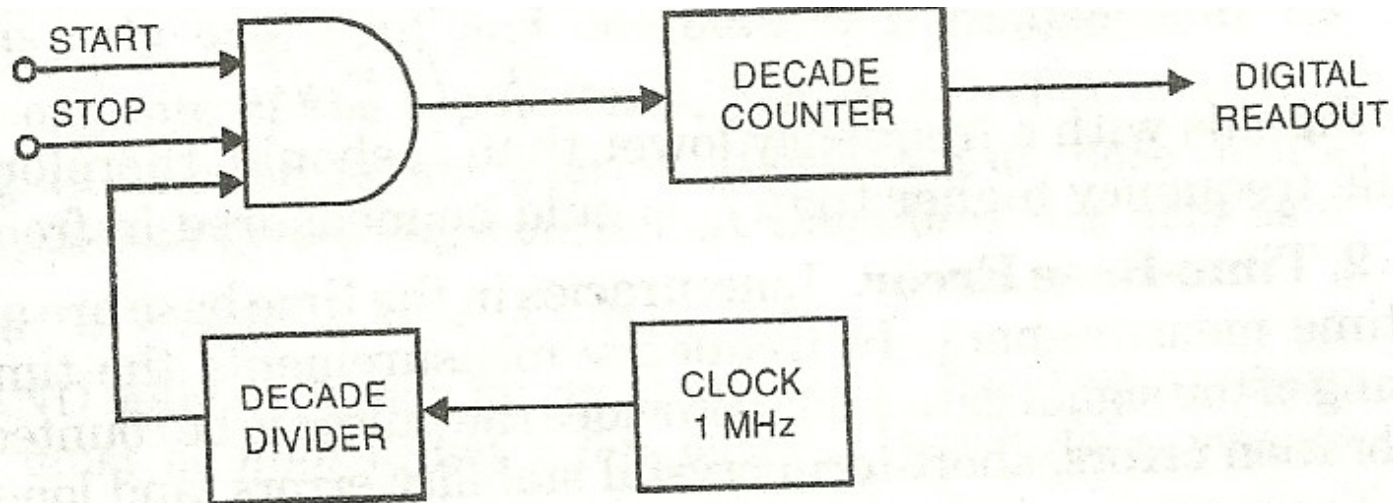 START
STOP
DECADE
COUNTER
DIGITAL
READOUT
DECADE
DIVIDER
CLOCK
1 MHz